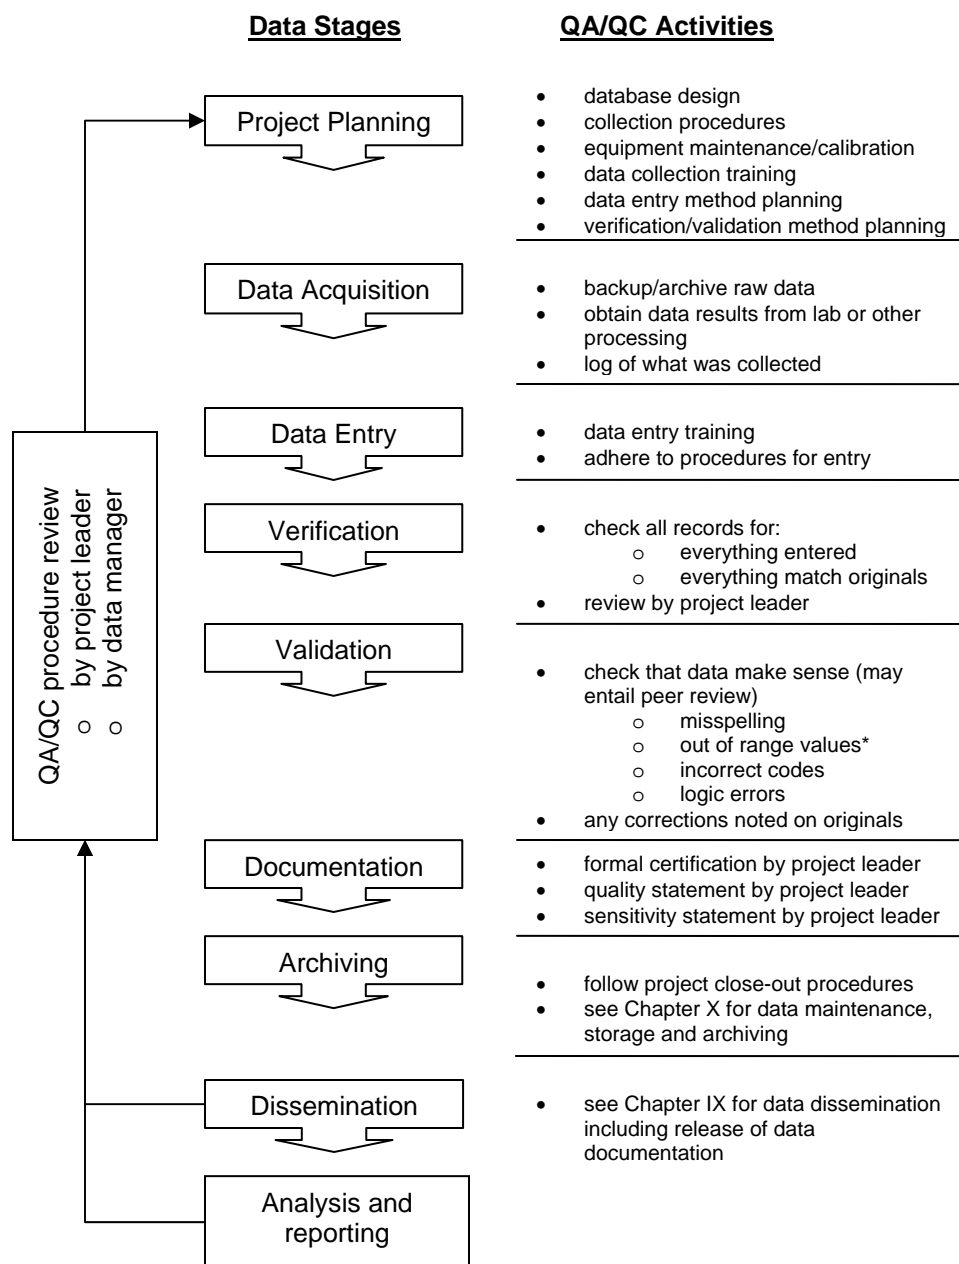 Data Stages
QA/QC Activities
Project Planning
• database design
• collection procedures
• equipment maintenance/calibration
• data collection training
• data entry method planning
• verification/validation method planning
Data Acquisition
• backup/archive raw data
• obtain data results from lab or other
processing
• log of what was collected
Data Entry
• data entry training
• adhere to procedures for entry
Verification
• check all records for:
o everything entered
o everything match originals
• review by project leader
Validation
• check that data make sense (may
entail peer review)
o misspelling
o out of range values*
o incorrect codes
o logic errors
• any corrections noted on originals
Documentation
• formal certification by project leader
• quality statement by project leader
• sensitivity statement by project leader
Archiving
• follow project close-out procedures
• see Chapter X for data maintenance,
storage and archiving
Dissemination
• see Chapter IX for data dissemination
including release of data
documentation
Analysis and
reporting
QA/QC procedure review
o by project leader
o by data manager